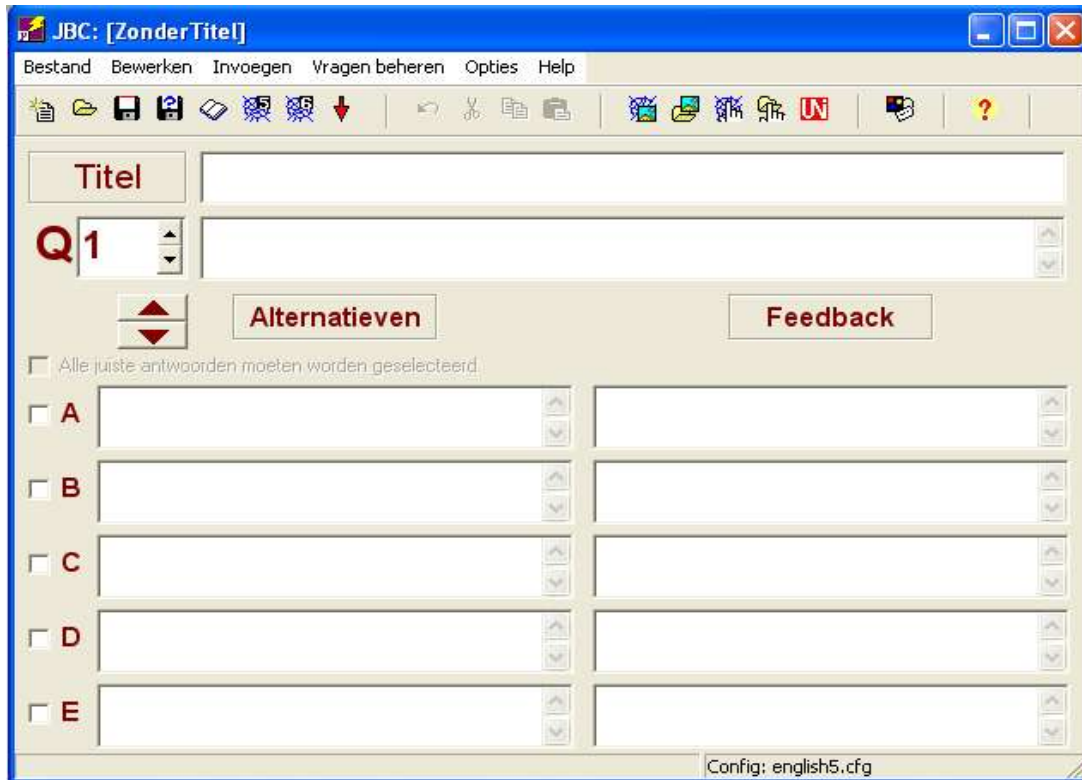 JBC: [ZonderTitel]
Bestand Bewerken Invoegen Vragen beheren Opties Help
Titel
Q 1
Alternatieven Feedback
Alle juiste antwoorden moeten worden geselecteerd
A
B
C
D
E
Config: english5.cfg